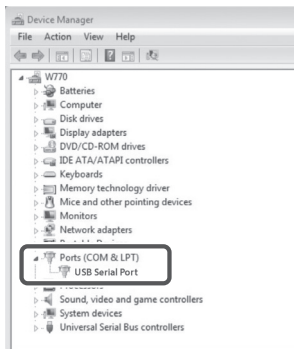 Device Manager
File Action View Help
W770
Batteries
Computer
Disk drives
Display adapters
DVD/CD-ROM drives
IDE ATA/ATAPI controllers
Keyboards
Memory technology driver
Mice and other pointing devices
Monitors
Network adapters
Ports (COM & LPT)
USB Serial Port
Sound, video and game controllers
System devices
Universal Serial Bus controllers